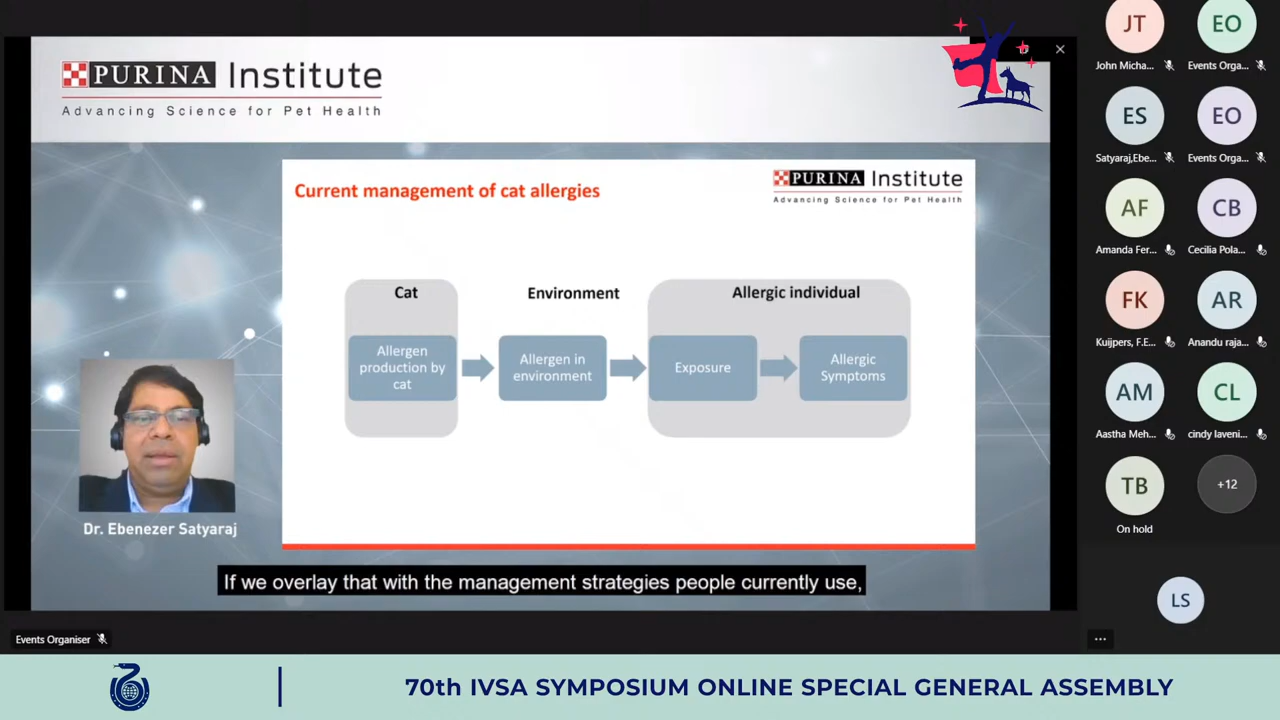 PURINA Institute
Advancing Science for Pet Health
Current management of cat allergies
PURINA Institute
Advancing Science for Pet Health
Cat
Environment
Allergic individual
Allergen
production by
cat
Allergen in
environment
Exposure
Allergic
Symptoms
Dr. Ebenezer Satyaraj
If we overlay that with the management strategies people currently use,
Events Organiser
JT
John Micha...
EO
Events Orga...
ES
Satyaraj,Ebe...
EO
Events Orga...
AF
Amanda Fer...
CB
Cecilia Pola...
FK
Kuijpers, F.E...
AR
Anandu raja...
AM
Aastha Meh...
CL
cindy laveni...
TB
On hold
+12
LS
...
70th IVSA SYMPOSIUM ONLINE SPECIAL GENERAL ASSEMBLY